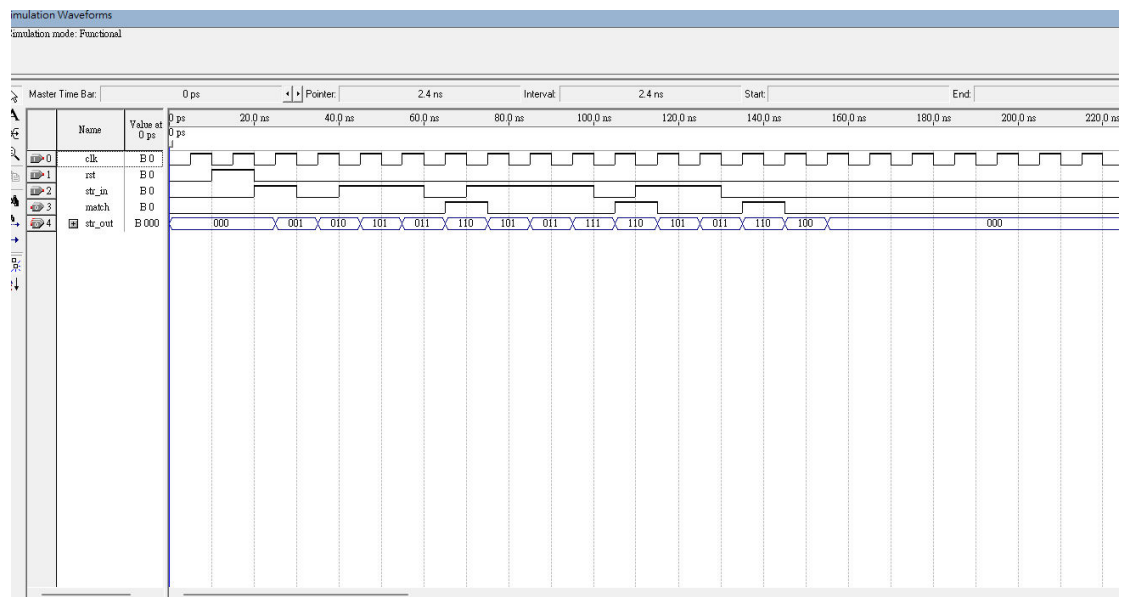 imulation Waveforms
Simulation mode: Functional
Master Time Bar: 0 ps Pointer: 2.4 ns Interval: 2.4 ns Start: End:
Name Value at 0 ps
0 ps 20.0 ns 40.0 ns 60.0 ns 80.0 ns 100.0 ns 120.0 ns 140.0 ns 160.0 ns 180.0 ns 200.0 ns 220.0 ns
0 ps
0 clk B 0
1 rst B 0
2 str_in B 0
3 match B 0
4 str_out B 000 000 001 010 101 011 110 101 011 111 110 101 011 110 100 000